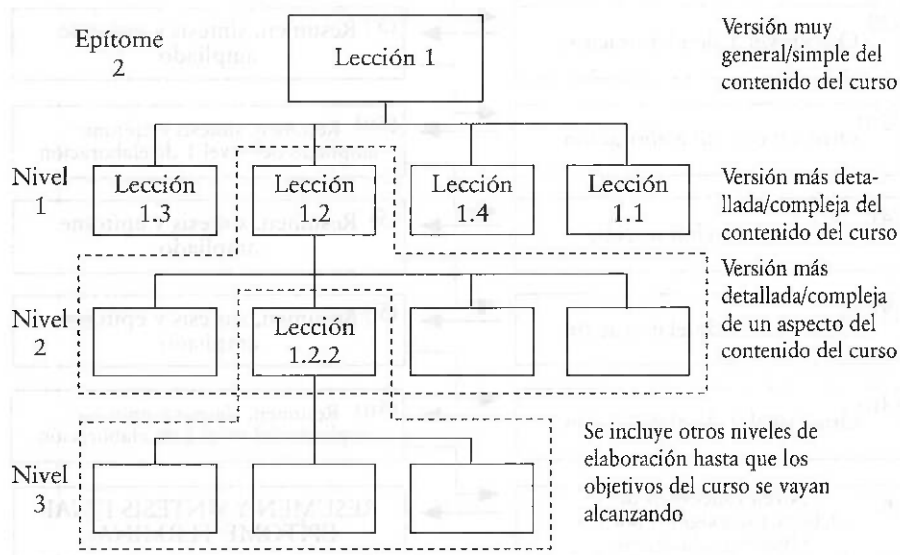 Epítome
2
Lección 1
Versión muy
general/simple del
contenido del curso
Nivel
1
Lección
1.3
Lección
1.2
Lección
1.4
Lección
1.1
Versión más deta-
llada/compleja del
contenido del curso
Nivel
2
Lección
1.2.2
Versión más
detallada/compleja
de un aspecto del
contenido del curso
Nivel
3
Se incluye otros niveles de
elaboración hasta que los
objetivos del curso se vayan
alcanzando